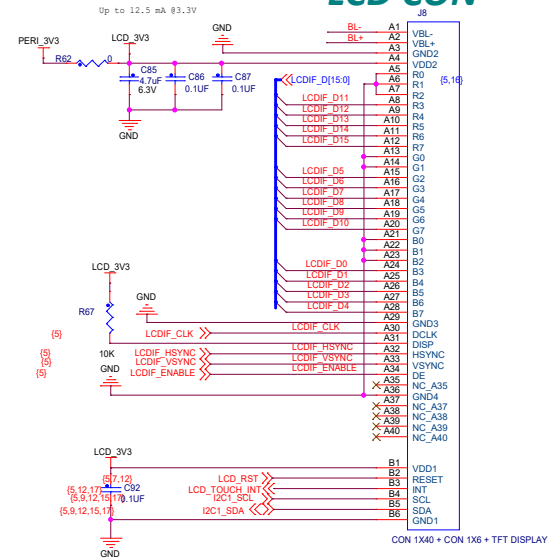 LCD CON
Up to 12.5 mA @3.3V
J8
PERI_3V3
LCD_3V3
GND
R62
0
C85
4.7uF
6.3V
C86
0.1UF
C87
0.1UF
GND
BL-
BL+
LCDIF_D[15:0]
{5,16}
LCDIF_D11
LCDIF_D12
LCDIF_D13
LCDIF_D14
LCDIF_D15
LCDIF_D5
LCDIF_D6
LCDIF_D7
LCDIF_D8
LCDIF_D9
LCDIF_D10
LCDIF_D0
LCDIF_D1
LCDIF_D2
LCDIF_D3
LCDIF_D4
A1 VBL-
A2 VBL+
A3 GND2
A4 VDD2
A5 R0
A6 R1
A7 R2
A8 R3
A9 R4
A10 R5
A11 R6
A12 R7
A13 G0
A14 G1
A15 G2
A16 G3
A17 G4
A18 G5
A19 G6
A20 G7
A21 B0
A22 B1
A23 B2
A24 B3
A25 B4
A26 B5
A27 B6
A28 B7
A29 GND3
A30 DCLK
A31 DISP
A32 HSYNC
A33 VSYNC
A34 DE
A35 NC_A35
A36 GND4
A37 NC_A37
A38 NC_A38
A39 NC_A39
A40 NC_A40
LCD_3V3
R67
10K
GND
{5} LCDIF_CLK LCDIF_CLK
{5} LCDIF_HSYNC LCDIF_HSYNC
{5} LCDIF_VSYNC LCDIF_VSYNC
{5} LCDIF_ENABLE LCDIF_ENABLE
GND
LCD_3V3
C92
0.1UF
GND
{5,7,12} LCD_RST
{5,12,17} LCD_TOUCH_INT
{5,9,12,15,17} I2C1_SCL
{5,9,12,15,17} I2C1_SDA
B1 VDD1
B2 RESET
B3 INT
B4 SCL
B5 SDA
B6 GND1
CON 1X40 + CON 1X6 + TFT DISPLAY